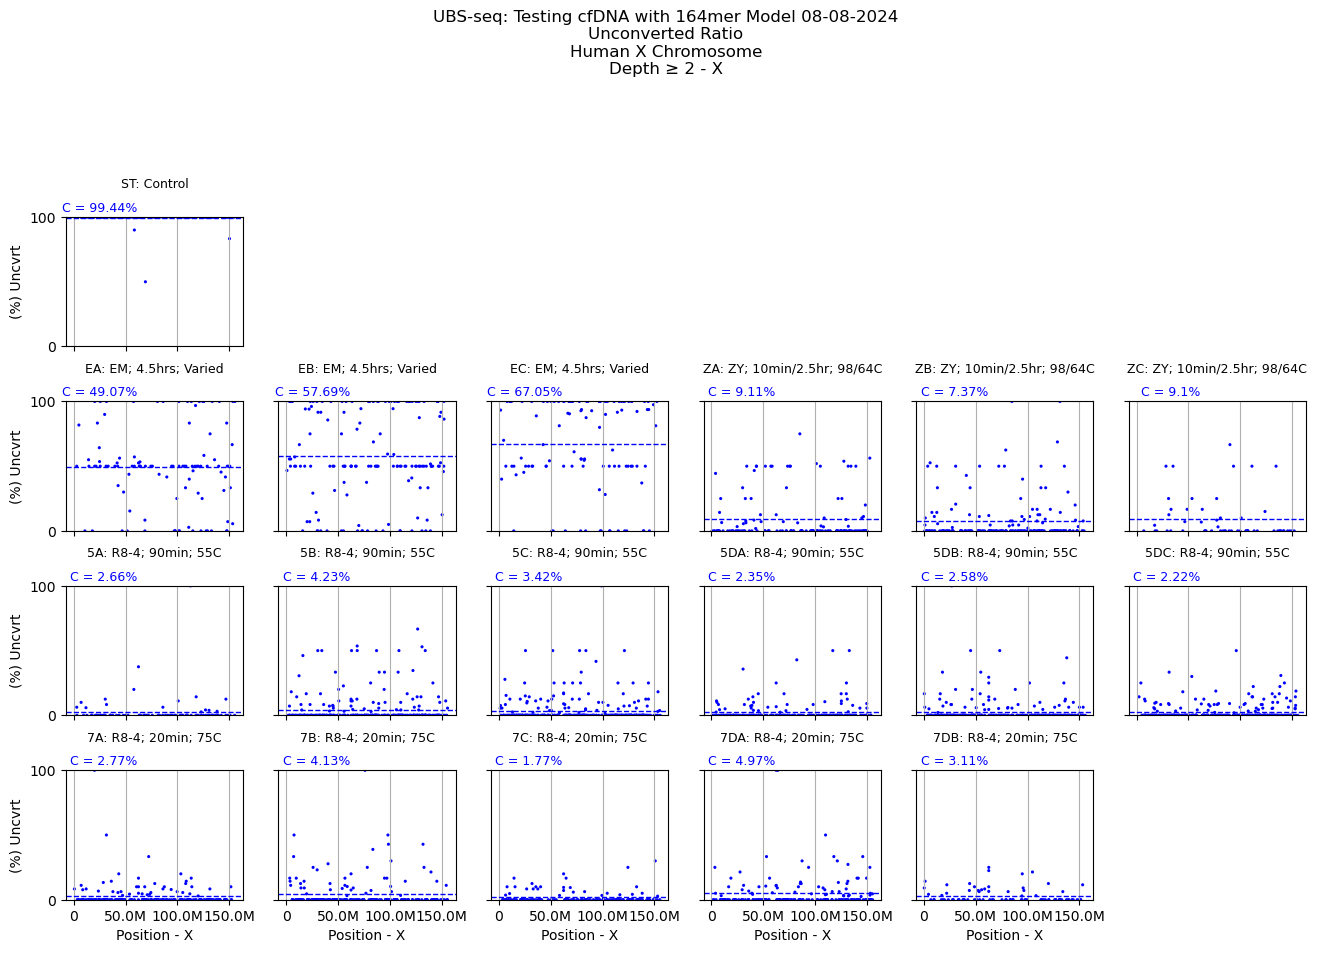 UBS-seq: Testing cfDNA with 164mer Model 08-08-2024
Unconverted Ratio
Human X Chromosome
Depth ≥ 2 - X
ST: Control
C = 99.44%
100
(%) Uncvrt
0
EA: EM; 4.5hrs; Varied
EB: EM; 4.5hrs; Varied
EC: EM; 4.5hrs; Varied
ZA: ZY; 10min/2.5hr; 98/64C
ZB: ZY; 10min/2.5hr; 98/64C
ZC: ZY; 10min/2.5hr; 98/64C
C = 49.07%
C = 57.69%
C = 67.05%
C = 9.11%
C = 7.37%
C = 9.1%
100
(%) Uncvrt
0
5A: R8-4; 90min; 55C
5B: R8-4; 90min; 55C
5C: R8-4; 90min; 55C
5DA: R8-4; 90min; 55C
5DB: R8-4; 90min; 55C
5DC: R8-4; 90min; 55C
C = 2.66%
C = 4.23%
C = 3.42%
C = 2.35%
C = 2.58%
C = 2.22%
100
(%) Uncvrt
0
7A: R8-4; 20min; 75C
7B: R8-4; 20min; 75C
7C: R8-4; 20min; 75C
7DA: R8-4; 20min; 75C
7DB: R8-4; 20min; 75C
C = 2.77%
C = 4.13%
C = 1.77%
C = 4.97%
C = 3.11%
100
(%) Uncvrt
0
0 50.0M 100.0M 150.0M
0 50.0M 100.0M 150.0M
0 50.0M 100.0M 150.0M
0 50.0M 100.0M 150.0M
0 50.0M 100.0M 150.0M
Position - X
Position - X
Position - X
Position - X
Position - X